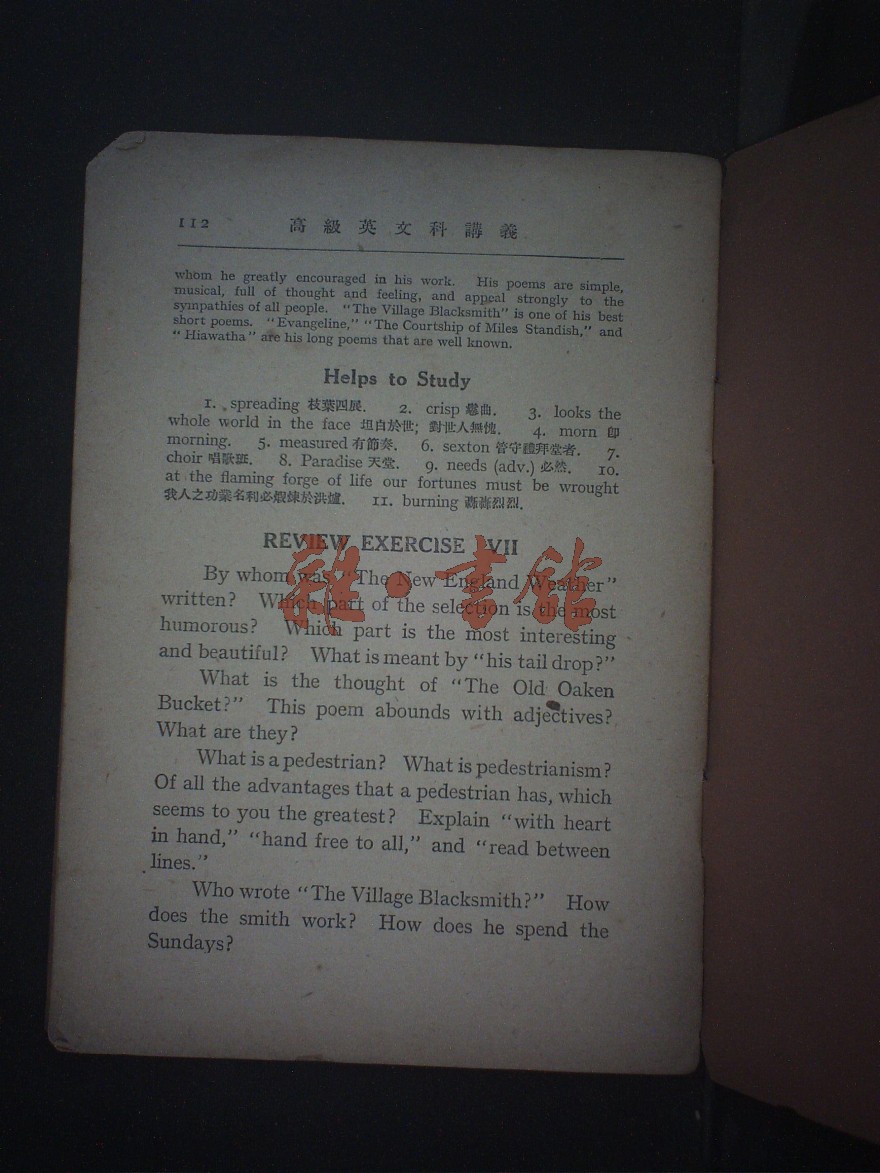 112 高級英文科講義
whom he greatly encouraged in his work. His poems are simple,
musical, full of thought and feeling, and appeal strongly to the
sympathies of all people. "The Village Blacksmith" is one of his best
short poems. "Evangeline," "The Courtship of Miles Standish," and
"Hiawatha" are his long poems that are well known.
Helps to Study
1. spreading 枝葉四展. 2. crisp 鬈曲. 3. looks the
whole world in the face 坦白於世; 對世人無愧. 4. morn 卽
morning. 5. measured 有節奏. 6. sexton 管守禮拜堂者. 7.
choir 唱歌班. 8. Paradise 天堂. 9. needs (adv.) 必然. 10.
at the flaming forge of life our fortunes must be wrought
我人之功業名利必煅鍊於洪爐. 11. burning 轟轟烈烈.
REVIEW EXERCISE VII
By whom was "The New England Weather"
written? Which part of the selection is the most
humorous? Which part is the most interesting
and beautiful? What is meant by "his tail drop?"
What is the thought of "The Old Oaken
Bucket?" This poem abounds with adjectives?
What are they?
What is a pedestrian? What is pedestrianism?
Of all the advantages that a pedestrian has, which
seems to you the greatest? Explain "with heart
in hand," "hand free to all," and "read between
lines."
Who wrote "The Village Blacksmith?" How
does the smith work? How does he spend the
Sundays?
雜·書館